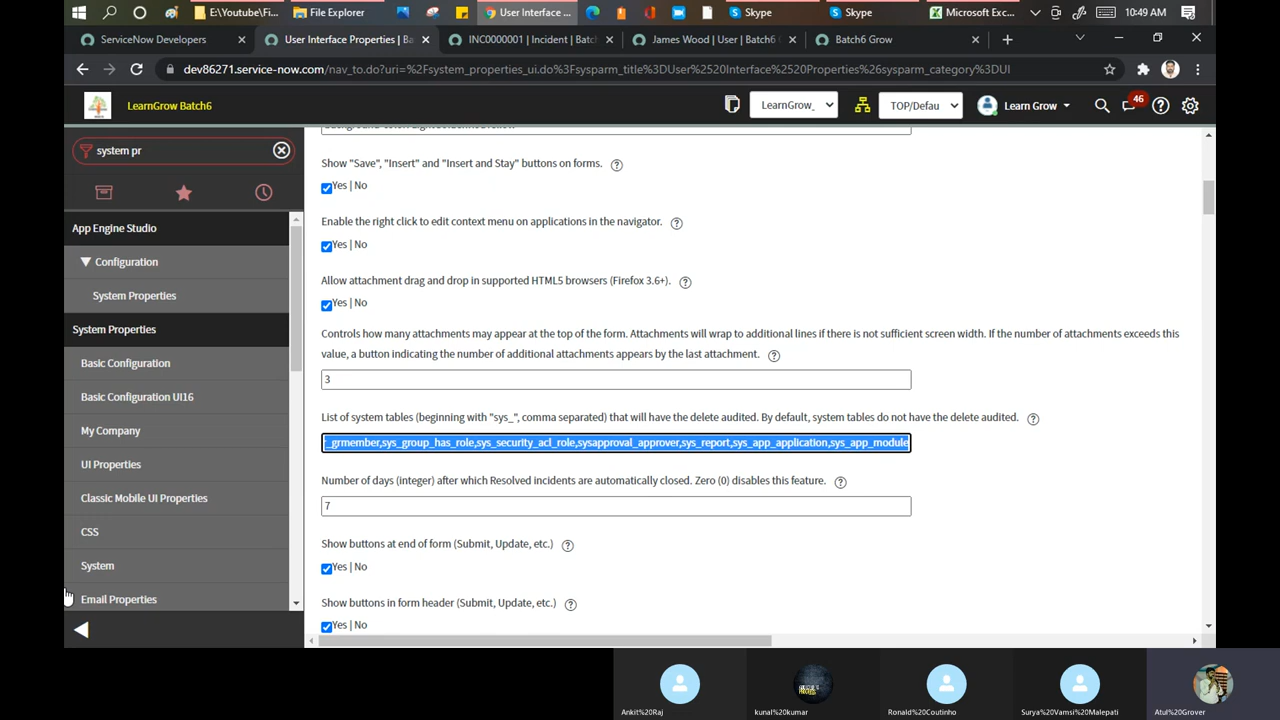 E:\Youtube\Fi...
File Explorer
User Interface ...
Skype
Skype
Microsoft Exc...
10:49 AM
ServiceNow Developers
User Interface Properties | Ba
INC0000001 | Incident | Batch
James Wood | User | Batch6
Batch6 Grow
dev86271.service-now.com/nav_to.do?uri=%2Fsystem_properties_ui.do%3Fsysparm_title%3DUser%2520Interface%2520Properties%26sysparm_category%3DUI
LearnGrow Batch6
LearnGrow_
TOP/Defau
Learn Grow
46
system pr
App Engine Studio
Configuration
System Properties
System Properties
Basic Configuration
Basic Configuration UI16
My Company
UI Properties
Classic Mobile UI Properties
CSS
System
Email Properties
Show "Save", "Insert" and "Insert and Stay" buttons on forms.
Yes | No
Enable the right click to edit context menu on applications in the navigator.
Yes | No
Allow attachment drag and drop in supported HTML5 browsers (Firefox 3.6+).
Yes | No
Controls how many attachments may appear at the top of the form. Attachments will wrap to additional lines if there is not sufficient screen width. If the number of attachments exceeds this
value, a button indicating the number of additional attachments appears by the last attachment.
3
List of system tables (beginning with "sys_", comma separated) that will have the delete audited. By default, system tables do not have the delete audited.
_grmember,sys_group_has_role,sys_security_acl_role,sysapproval_approver,sys_report,sys_app_application,sys_app_module
Number of days (integer) after which Resolved incidents are automatically closed. Zero (0) disables this feature.
7
Show buttons at end of form (Submit, Update, etc.)
Yes | No
Show buttons in form header (Submit, Update, etc.)
Yes | No
Ankit%20Raj
kunal%20kumar
Ronald%20Coutinho
Surya%20Vamsi%20Malepati
Atul%20Grover